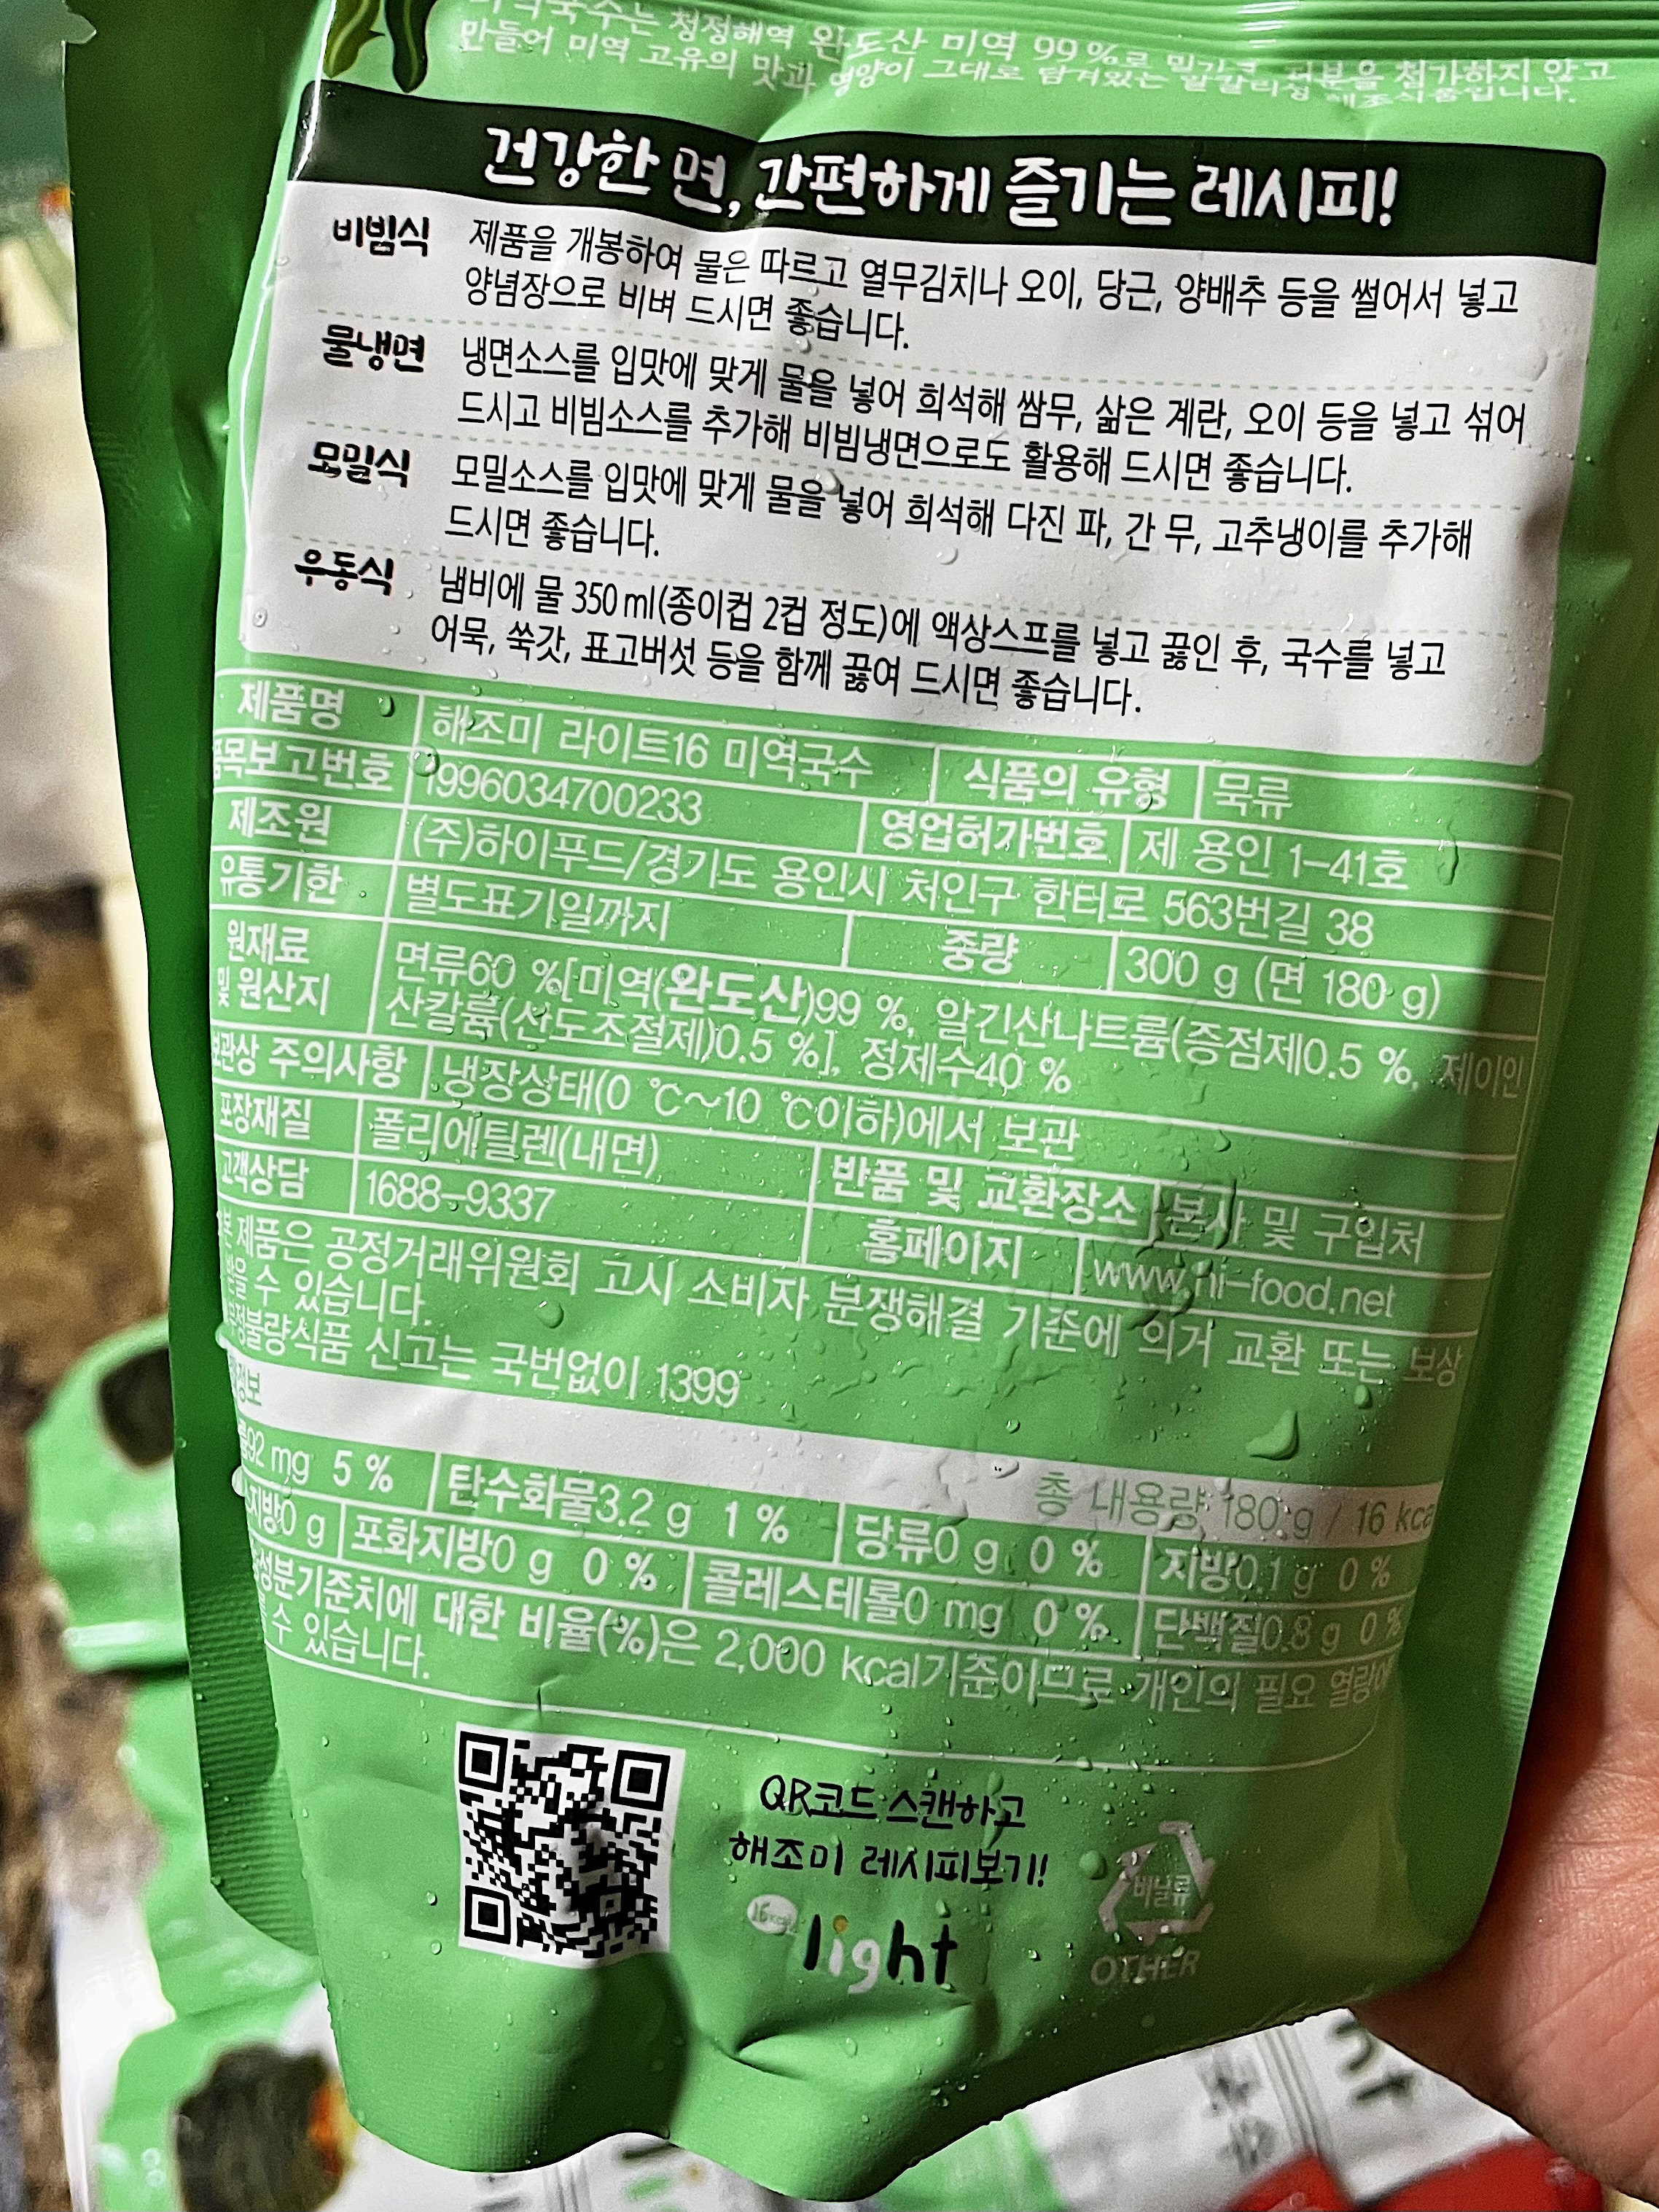 청정해역 완도산 미역 99%로 첨가하지 않고
만들어 미역 고유의 맛과 영양이 그대로 담겨있는 알칼리성 해조식품입니다.
건강한 면, 간편하게 즐기는 레시피!
비빔식 제품을 개봉하여 물은 따르고 열무김치나 오이, 당근, 양배추 등을 썰어서 넣고
양념장으로 비벼 드시면 좋습니다.
물냉면 냉면소스를 입맛에 맞게 물을 넣어 희석해 쌈무, 삶은 계란, 오이 등을 넣고 섞어
드시고 비빔소스를 추가해 비빔냉면으로도 활용해 드시면 좋습니다.
모밀식 모밀소스를 입맛에 맞게 물을 넣어 희석해 다진 파, 간 무, 고추냉이를 추가해
드시면 좋습니다.
우동식 냄비에 물 350ml(종이컵 2컵 정도)에 액상스프를 넣고 끓인 후, 국수를 넣고
어묵, 쑥갓, 표고버섯 등을 함께 끓여 드시면 좋습니다.
제품명 해조미 라이트16 미역국수 식품의 유형 묵류
품목보고번호 1996034700233 영업허가번호 제 용인 1-41호
제조원 (주)하이푸드/경기도 용인시 처인구 한터로 563번길 38
유통기한 별도표기일까지 중량 300 g (면 180 g)
원재료 및 원산지 면류60 %[미역(완도산)99 %, 알긴산나트륨(증점제0.5 %, 제이인
산칼륨(산도조절제)0.5 %], 정제수40 %
보관상 주의사항 냉장상태(0 ℃~10 ℃이하)에서 보관
포장재질 폴리에틸렌(내면) 반품 및 교환장소 본사 및 구입처
고객상담 1688-9337 홈페이지 www.hi-food.net
본 제품은 공정거래위원회 고시 소비자 분쟁해결 기준에 의거 교환 또는 보상
받을 수 있습니다.
부정불량식품 신고는 국번없이 1399
정보
총 내용량 180 g / 16 kcal
92 mg 5 % 탄수화물3.2 g 1 % 당류0 g 0 % 지방0.1 g 0 %
지방0 g 포화지방0 g 0 % 콜레스테롤0 mg 0 % 단백질0.8 g 0 %
성분기준치에 대한 비율(%)은 2,000 kcal기준이므로 개인의 필요 열량에
수 있습니다.
QR코드 스캔하고
해조미 레시피보기!
16kcal
light
비닐류
OTHER